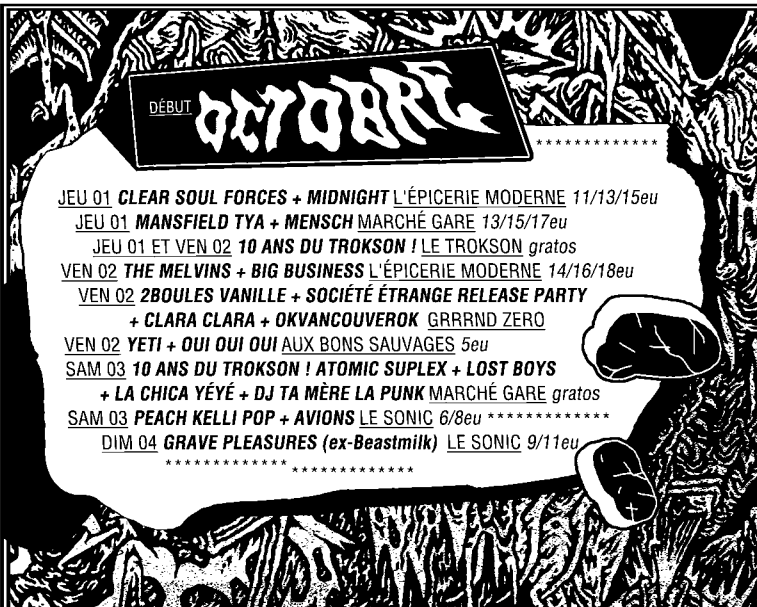 DÉBUT OCTOBRE
*************
JEU 01 CLEAR SOUL FORCES + MIDNIGHT L'ÉPICERIE MODERNE 11/13/15eu
JEU 01 MANSFIELD TYA + MENSCH MARCHÉ GARE 13/15/17eu
JEU 01 ET VEN 02 10 ANS DU TROKSON ! LE TROKSON gratos
VEN 02 THE MELVINS + BIG BUSINESS L'ÉPICERIE MODERNE 14/16/18eu
VEN 02 2BOULES VANILLE + SOCIÉTÉ ÉTRANGE RELEASE PARTY
+ CLARA CLARA + OKVANCOUVEROK GRRRND ZERO
VEN 02 YETI + OUI OUI OUI AUX BONS SAUVAGES 5eu
SAM 03 10 ANS DU TROKSON ! ATOMIC SUPLEX + LOST BOYS
+ LA CHICA YÉYÉ + DJ TA MÈRE LA PUNK MARCHÉ GARE gratos
SAM 03 PEACH KELLI POP + AVIONS LE SONIC 6/8eu *************
DIM 04 GRAVE PLEASURES (ex-Beastmilk) LE SONIC 9/11eu
************* *************